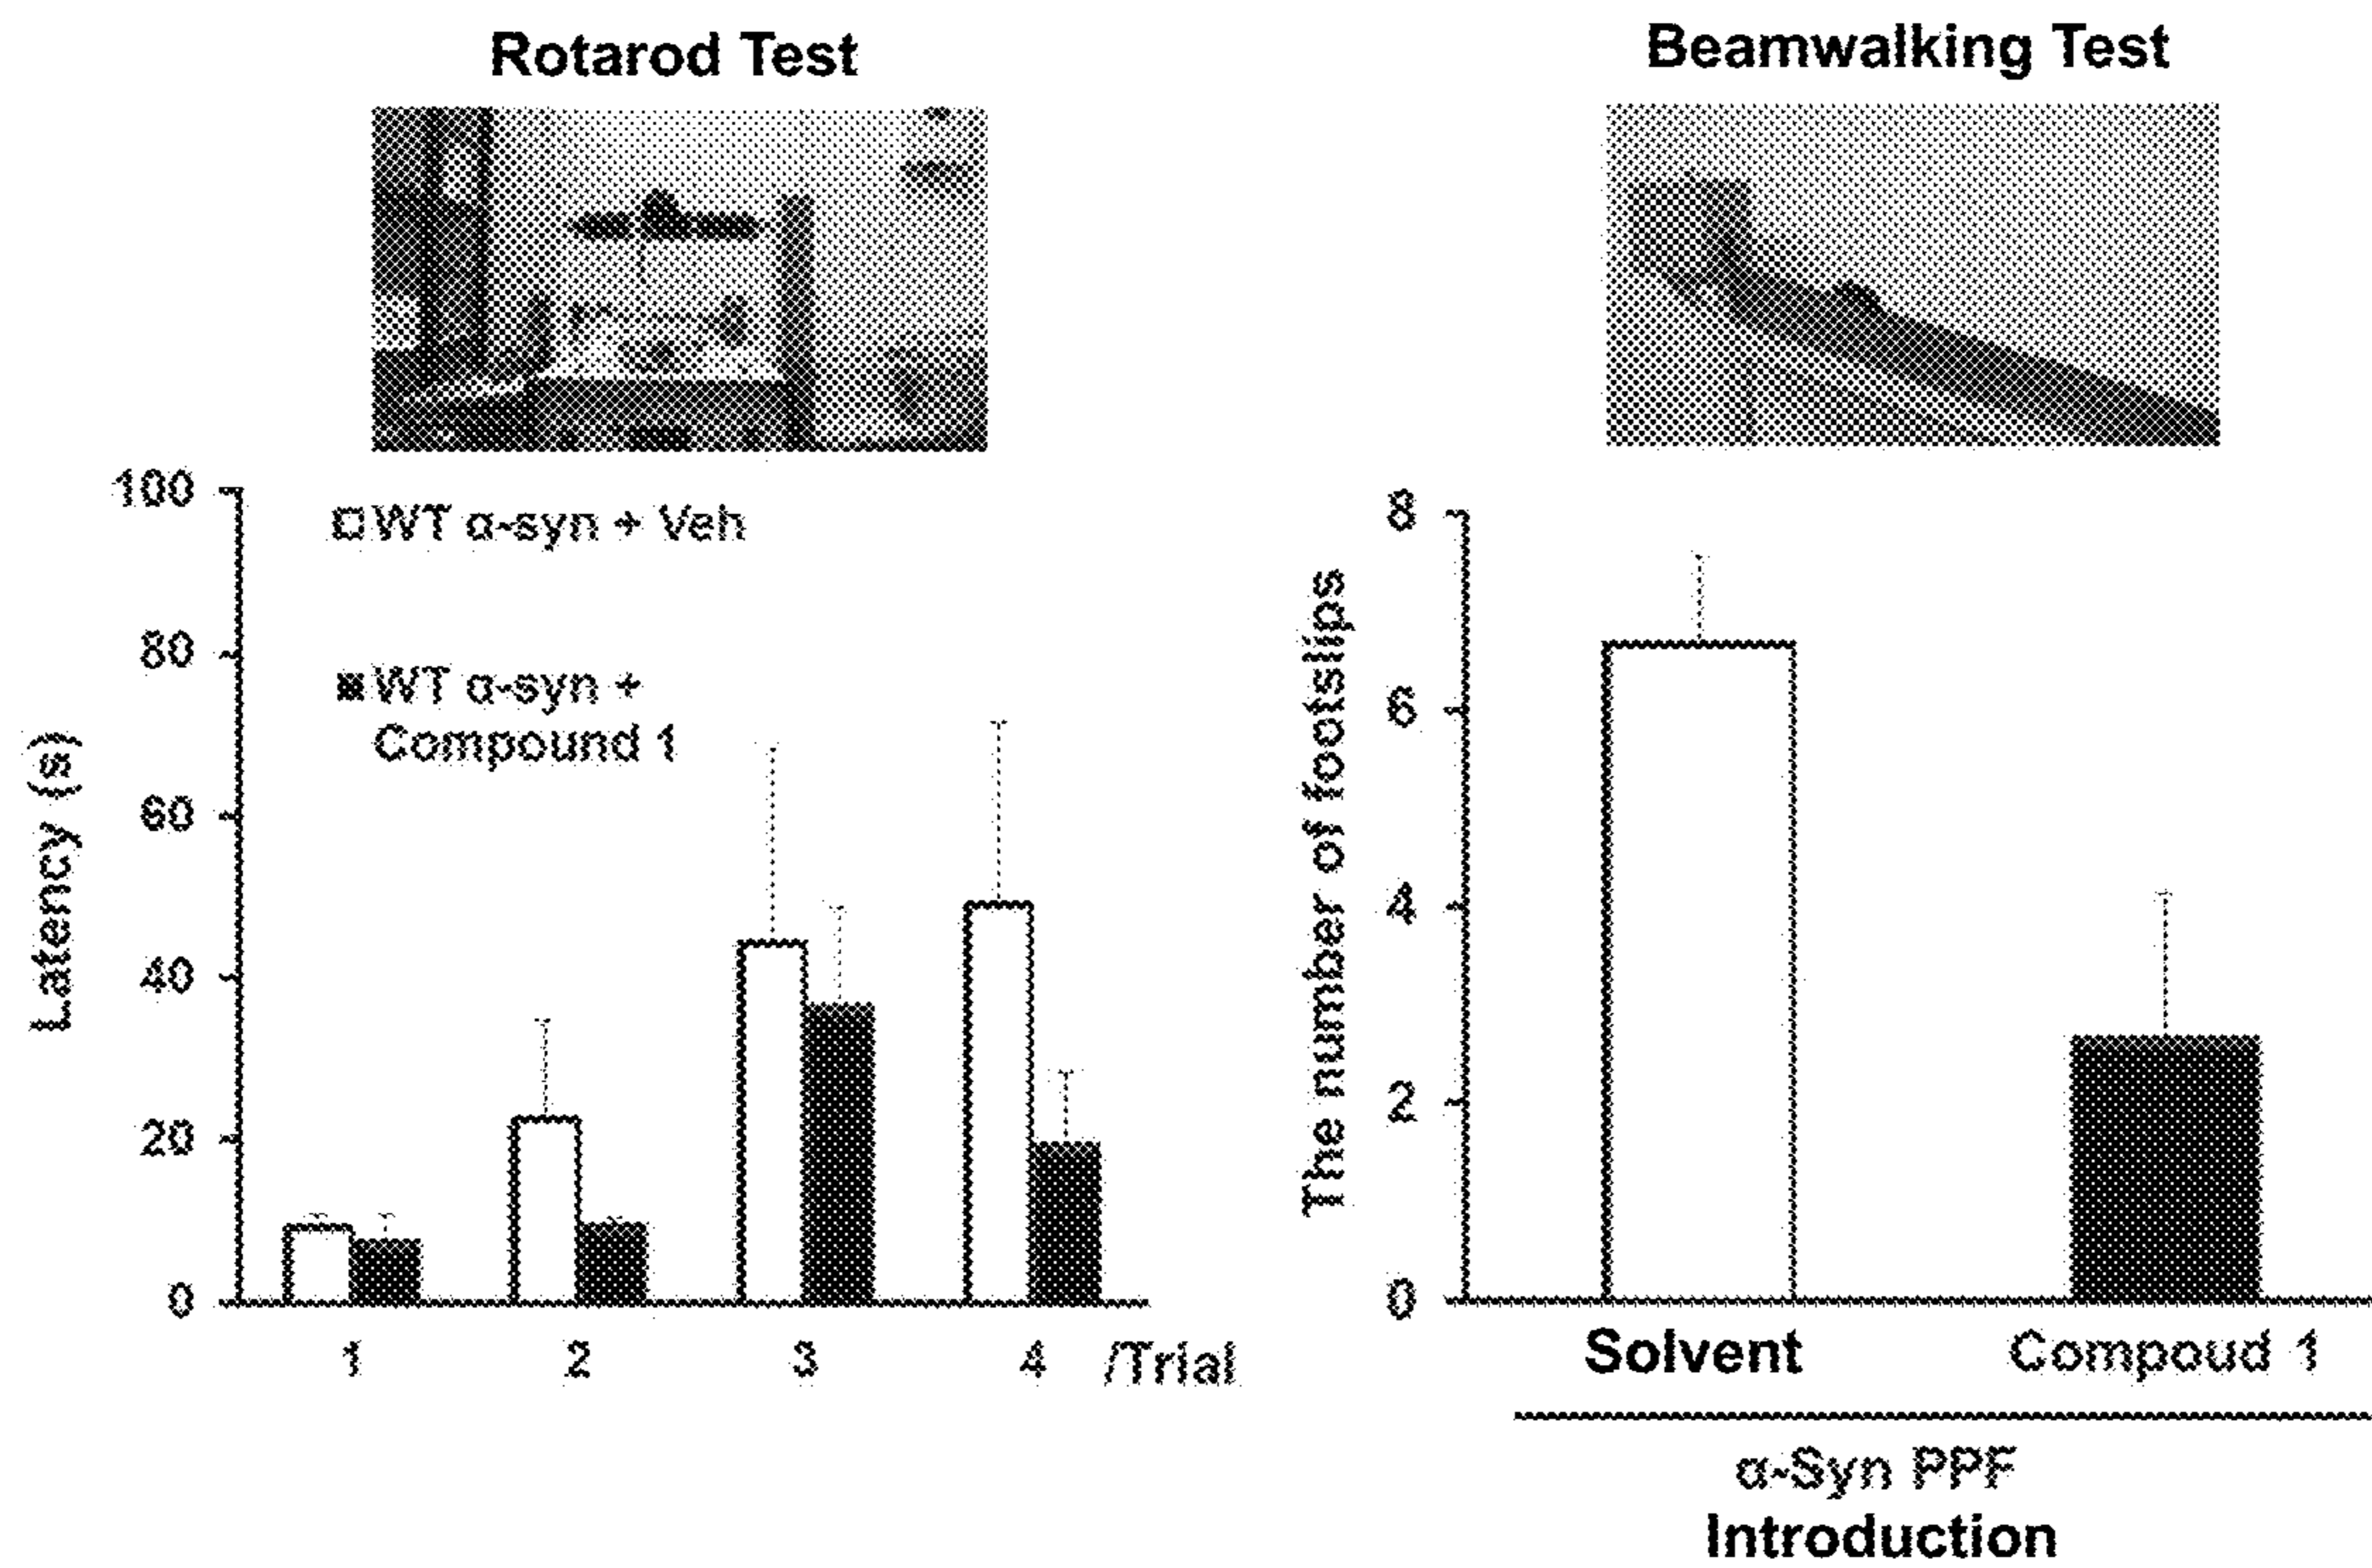 Rotarod Test
100
80
60
40
20
0
Latency (s)
WT α-syn + Veh
WT α-syn +
Compound 1
1 2 3 4 /Trial
Beamwalking Test
8
6
4
2
0
The number of footslips
Solvent Compoud 1
α-Syn PPF
Introduction